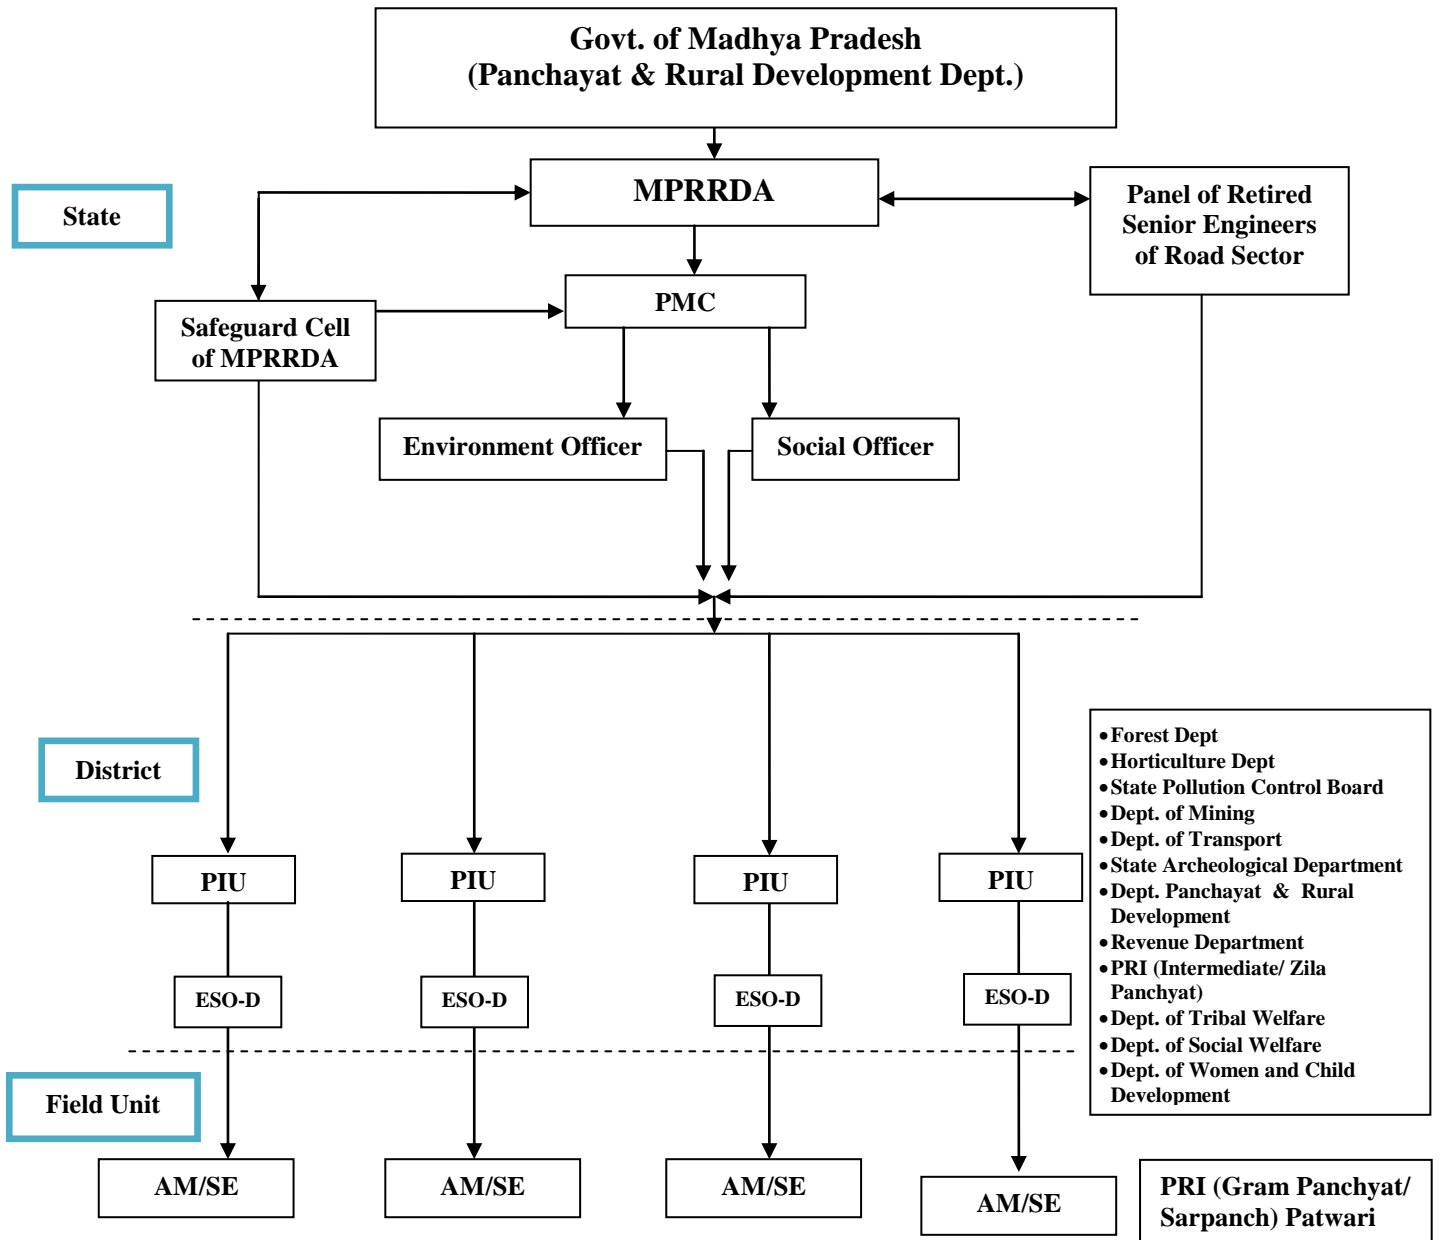 Govt. of Madhya Pradesh
(Panchayat & Rural Development Dept.)
MPRRDA
Panel of Retired
Senior Engineers
of Road Sector
State
PMC
Safeguard Cell
of MPRRDA
Environment Officer
Social Officer
District
• Forest Dept
• Horticulture Dept
• State Pollution Control Board
• Dept. of Mining
• Dept. of Transport
• State Archeological Department
• Dept. Panchayat & Rural
Development
• Revenue Department
• PRI (Intermediate/ Zila
Panchyat)
• Dept. of Tribal Welfare
• Dept. of Social Welfare
• Dept. of Women and Child
Development
PIU
PIU
PIU
PIU
ESO-D
ESO-D
ESO-D
ESO-D
Field Unit
AM/SE
AM/SE
AM/SE
AM/SE
PRI (Gram Panchyat/
Sarpanch) Patwari